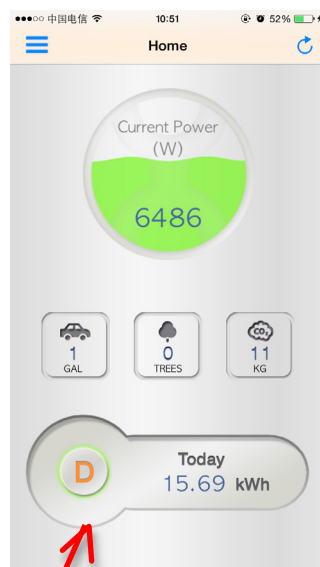 中国电信 10:51 52%
Home
Current Power
(W)
6486
1 0 CO₂ 11
GAL TREES KG
D
Today
15.69 kWh